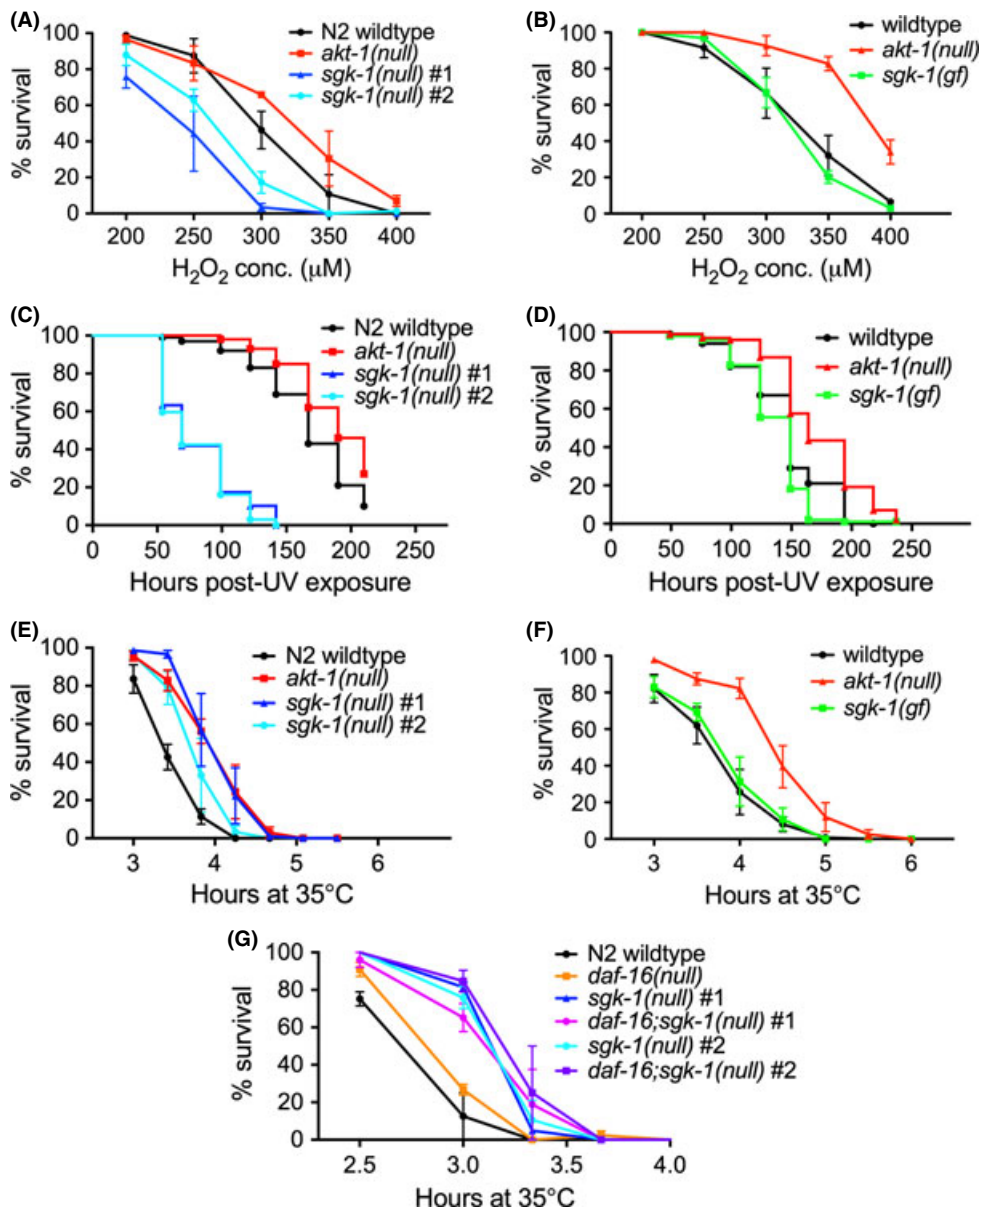 (A)
% survival
100
80
60
40
20
0
200 250 300 350 400
H₂O₂ conc. (μM)
N2 wildtype
akt-1(null)
sgk-1(null) #1
sgk-1(null) #2
(B)
% survival
100
80
60
40
20
0
200 250 300 350 400
H₂O₂ conc. (μM)
wildtype
akt-1(null)
sgk-1(gf)
(C)
% survival
100
80
60
40
20
0
0 50 100 150 200 250
Hours post-UV exposure
N2 wildtype
akt-1(null)
sgk-1(null) #1
sgk-1(null) #2
(D)
% survival
100
80
60
40
20
0
0 50 100 150 200 250
Hours post-UV exposure
wildtype
akt-1(null)
sgk-1(gf)
(E)
% survival
100
80
60
40
20
0
3 4 5 6
Hours at 35°C
N2 wildtype
akt-1(null)
sgk-1(null) #1
sgk-1(null) #2
(F)
% survival
100
80
60
40
20
0
3 4 5 6
Hours at 35°C
wildtype
akt-1(null)
sgk-1(gf)
(G)
% survival
100
80
60
40
20
0
2.5 3.0 3.5 4.0
Hours at 35°C
N2 wildtype
daf-16(null)
sgk-1(null) #1
daf-16;sgk-1(null) #1
sgk-1(null) #2
daf-16;sgk-1(null) #2